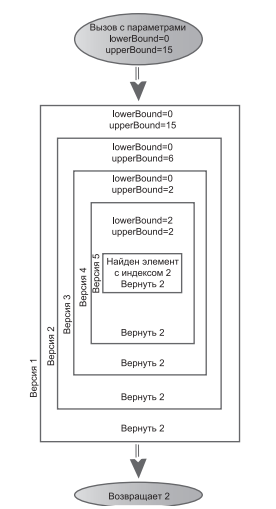 Вызов с параметрами
lowerBound=0
upperBound=15
lowerBound=0
upperBound=15
lowerBound=0
upperBound=6
lowerBound=0
upperBound=2
lowerBound=2
upperBound=2
Найден элемент
с индексом 2
Вернуть 2
Версия 5
Версия 4
Версия 3
Версия 2
Версия 1
Вернуть 2
Вернуть 2
Вернуть 2
Вернуть 2
Возвращает 2